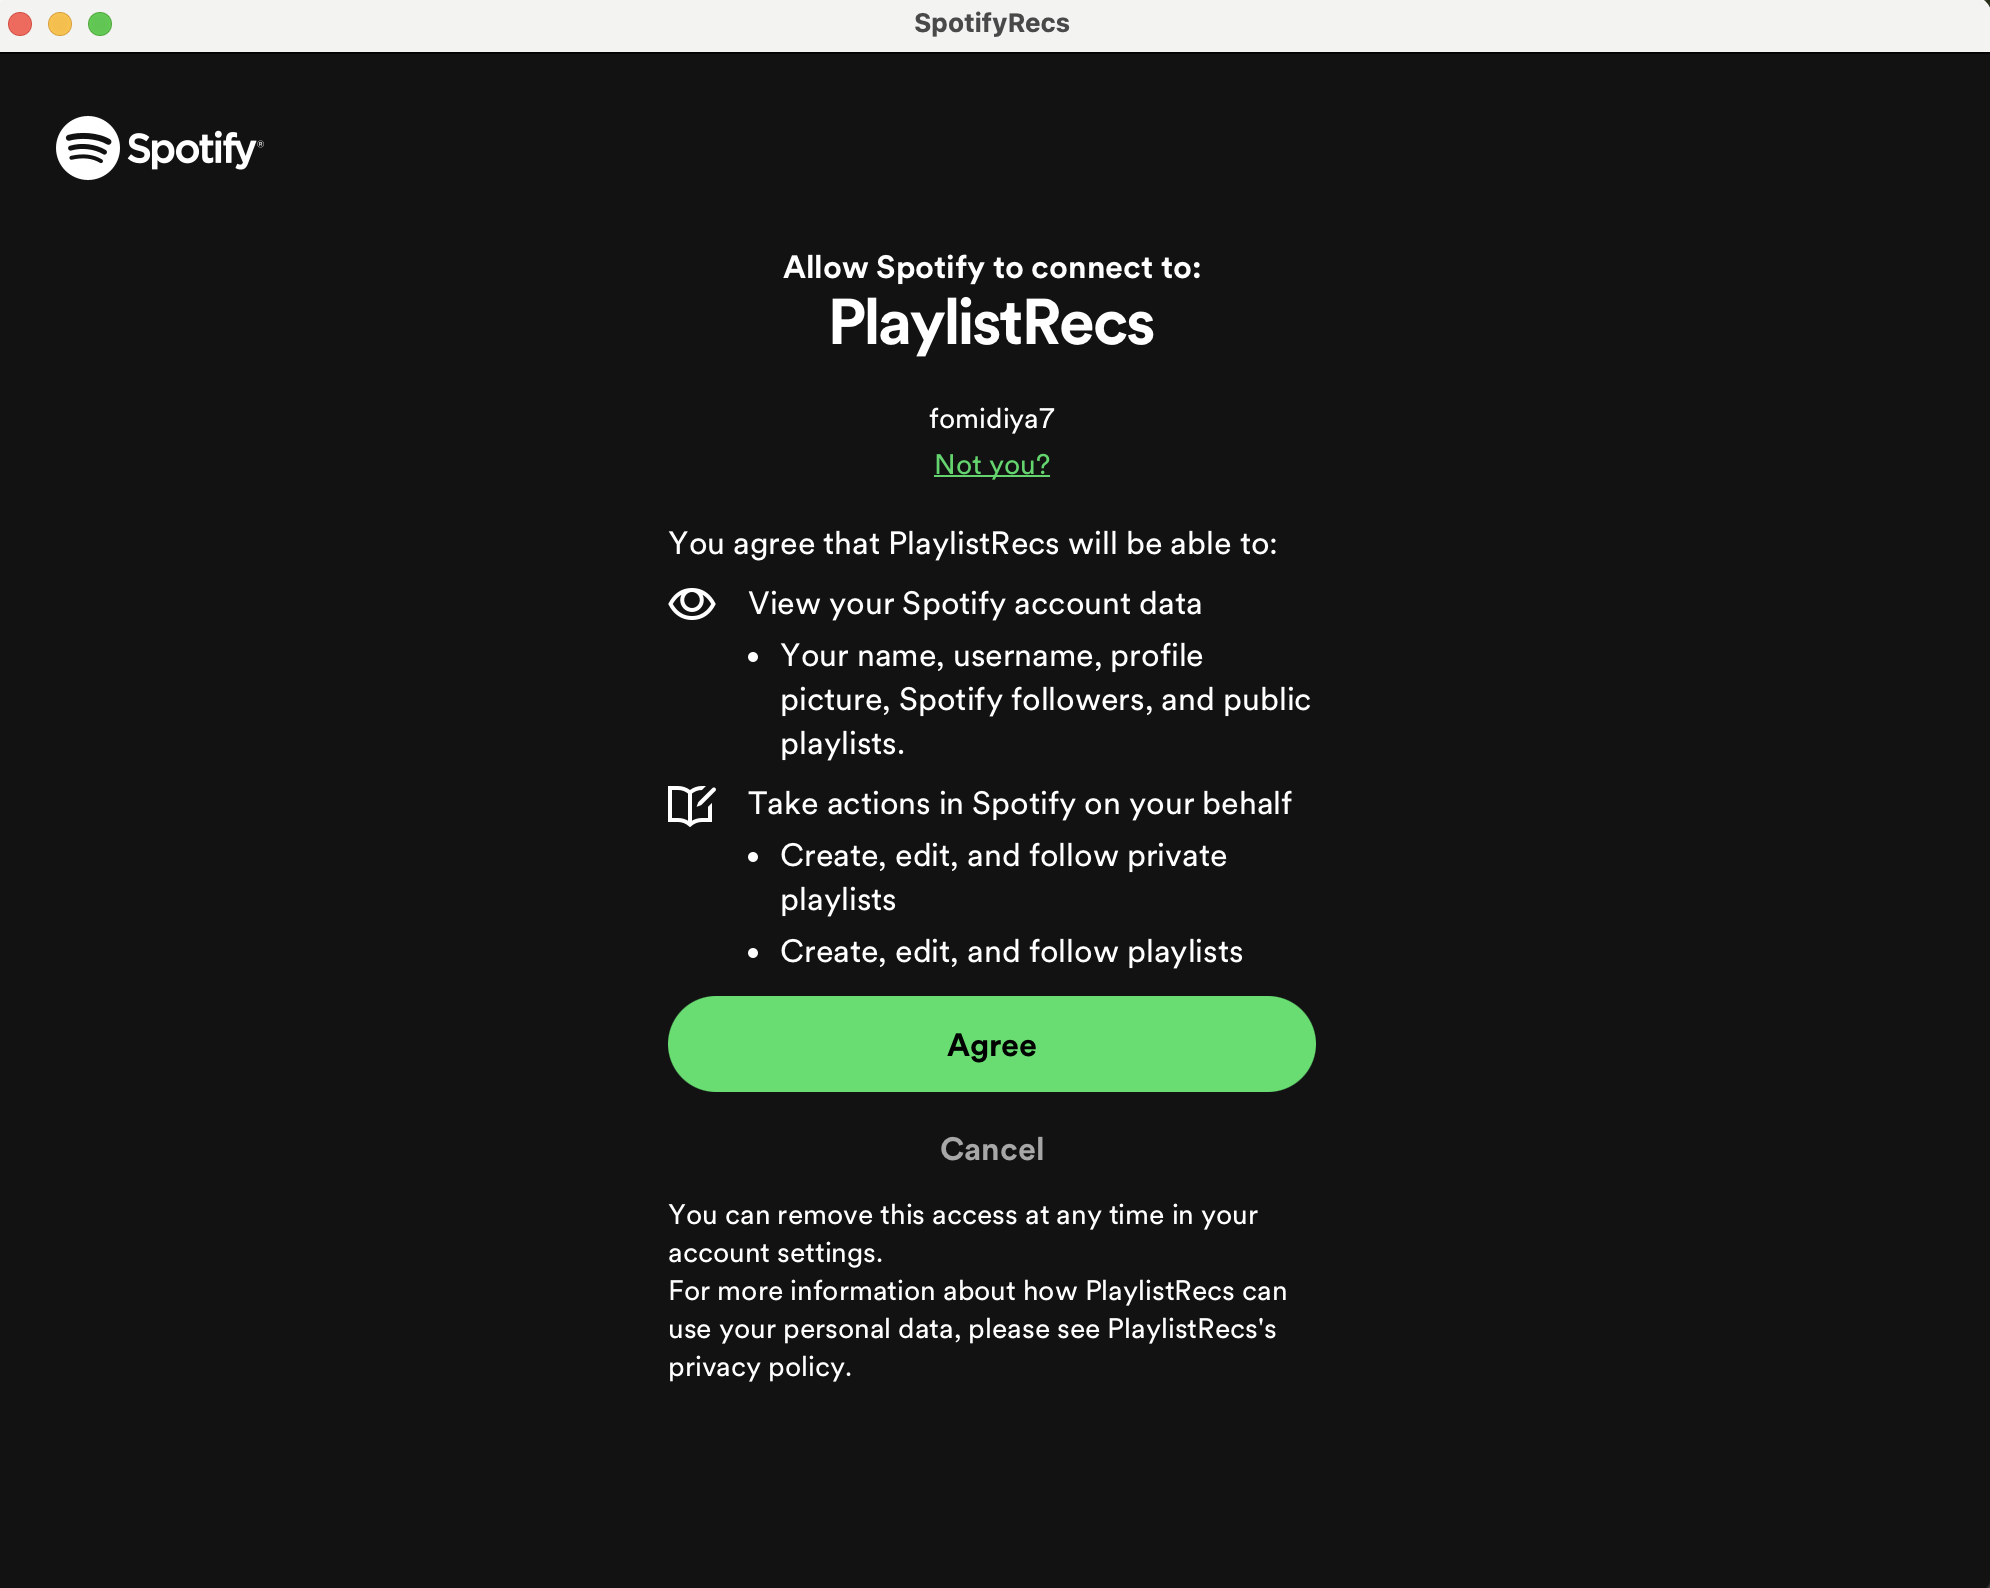 SpotifyRecs
Spotify®
Allow Spotify to connect to:
PlaylistRecs
fomidiya7
Not you?
You agree that PlaylistRecs will be able to:
View your Spotify account data
• Your name, username, profile
picture, Spotify followers, and public
playlists.
Take actions in Spotify on your behalf
• Create, edit, and follow private
playlists
• Create, edit, and follow playlists
Agree
Cancel
You can remove this access at any time in your
account settings.
For more information about how PlaylistRecs can
use your personal data, please see PlaylistRecs's
privacy policy.